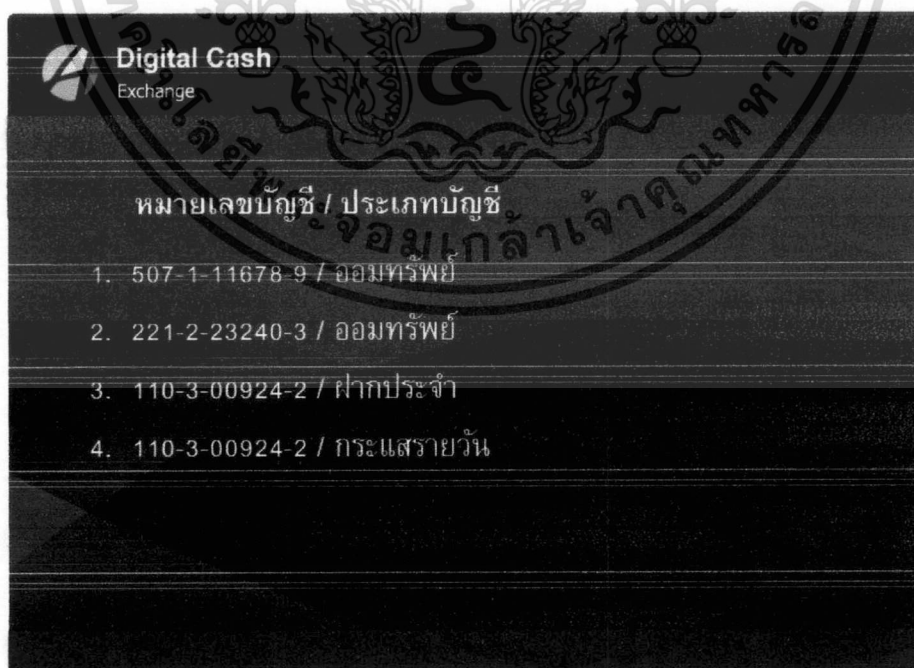 Digital Cash
Exchange
หมายเลขบัญชี / ประเภทบัญชี
1. 507-1-11678-9 / ออมทรัพย์
2. 221-2-23240-3 / ออมทรัพย์
3. 110-3-00924-2 / ฝากประจำ
4. 110-3-00924-2 / กระแสรายวัน